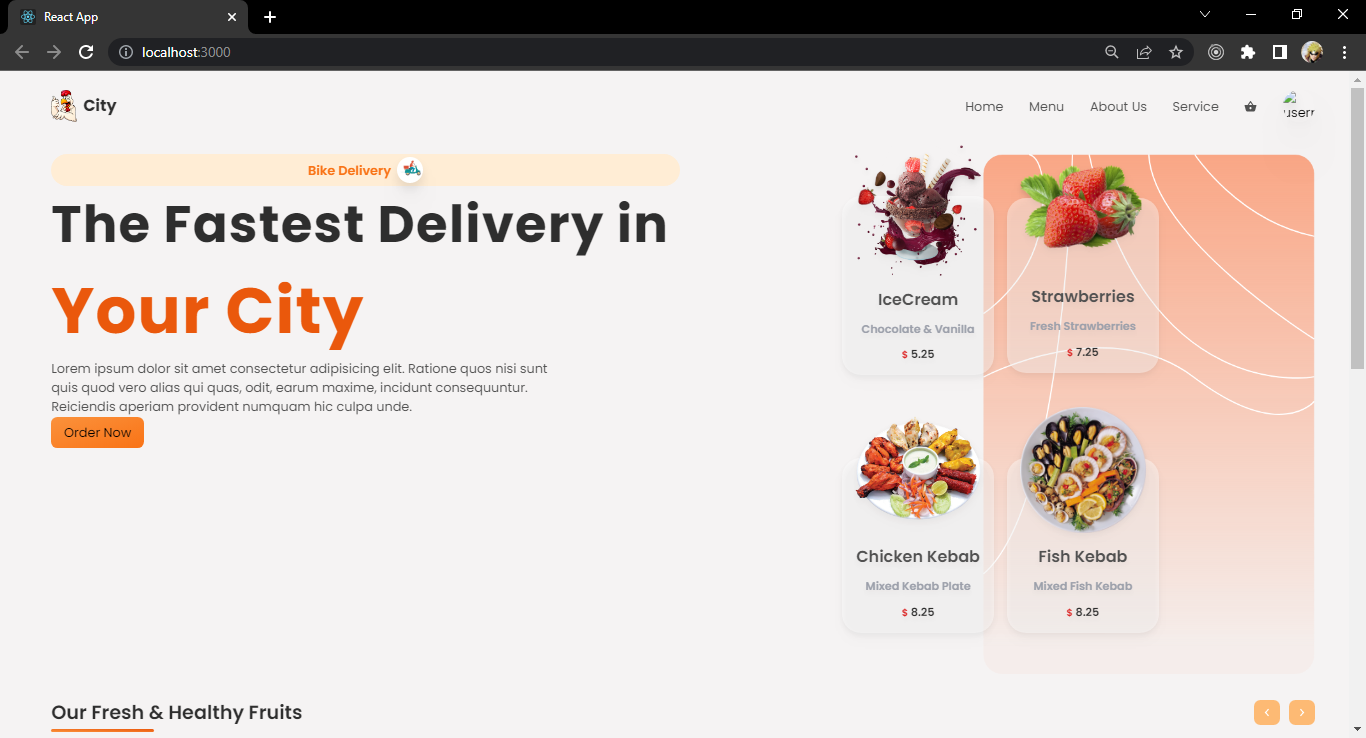 React App
localhost:3000
City
Home Menu About Us Service
userr
Bike Delivery
The Fastest Delivery in
Your City
Lorem ipsum dolor sit amet consectetur adipisicing elit. Ratione quos nisi sunt
quis quod vero alias qui quas, odit, earum maxime, incidunt consequuntur.
Reiciendis aperiam provident numquam hic culpa unde.
Order Now
IceCream
Chocolate & Vanilla
$ 5.25
Strawberries
Fresh Strawberries
$ 7.25
Chicken Kebab
Mixed Kebab Plate
$ 8.25
Fish Kebab
Mixed Fish Kebab
$ 8.25
Our Fresh & Healthy Fruits